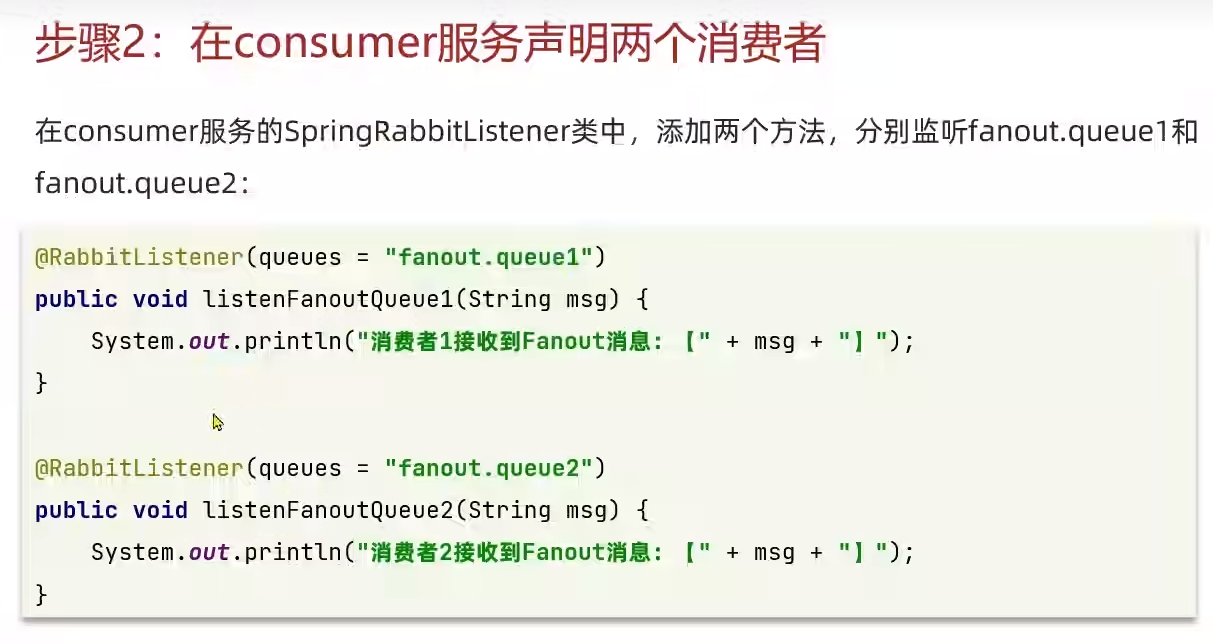 步骤2：在consumer服务声明两个消费者
在consumer服务的SpringRabbitListener类中，添加两个方法，分别监听fanout.queue1和
fanout.queue2：
@RabbitListener(queues = "fanout.queue1")
public void listenFanoutQueue1(String msg) {
    System.out.println("消费者1接收到Fanout消息：【" + msg + "】");
}
@RabbitListener(queues = "fanout.queue2")
public void listenFanoutQueue2(String msg) {
    System.out.println("消费者2接收到Fanout消息：【" + msg + "】");
}